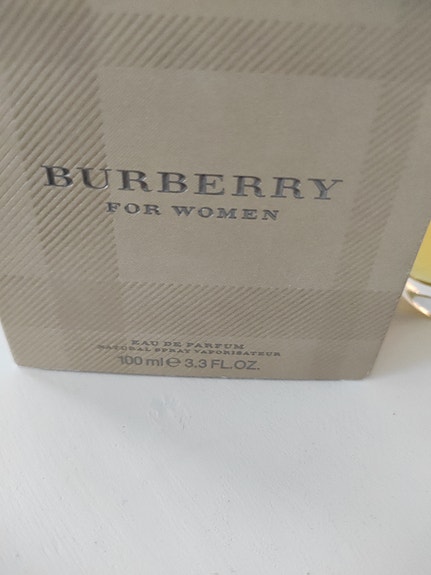 BURBERRY
FOR WOMEN
EAU DE PARFUM
NATURAL SPRAY VAPORISATEUR
100 ml e 3.3 FL.OZ.